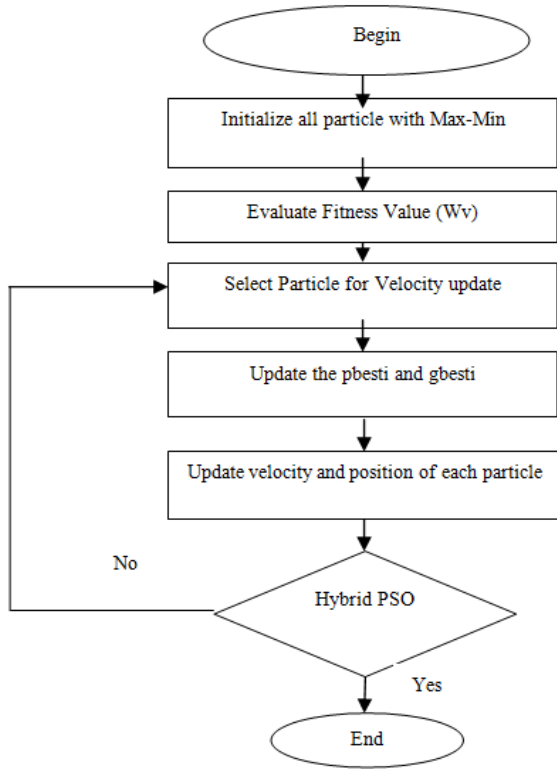 Begin
Initialize all particle with Max-Min
Evaluate Fitness Value (Wv)
Select Particle for Velocity update
Update the pbesti and gbesti
Update velocity and position of each particle
No
Hybrid PSO
Yes
End